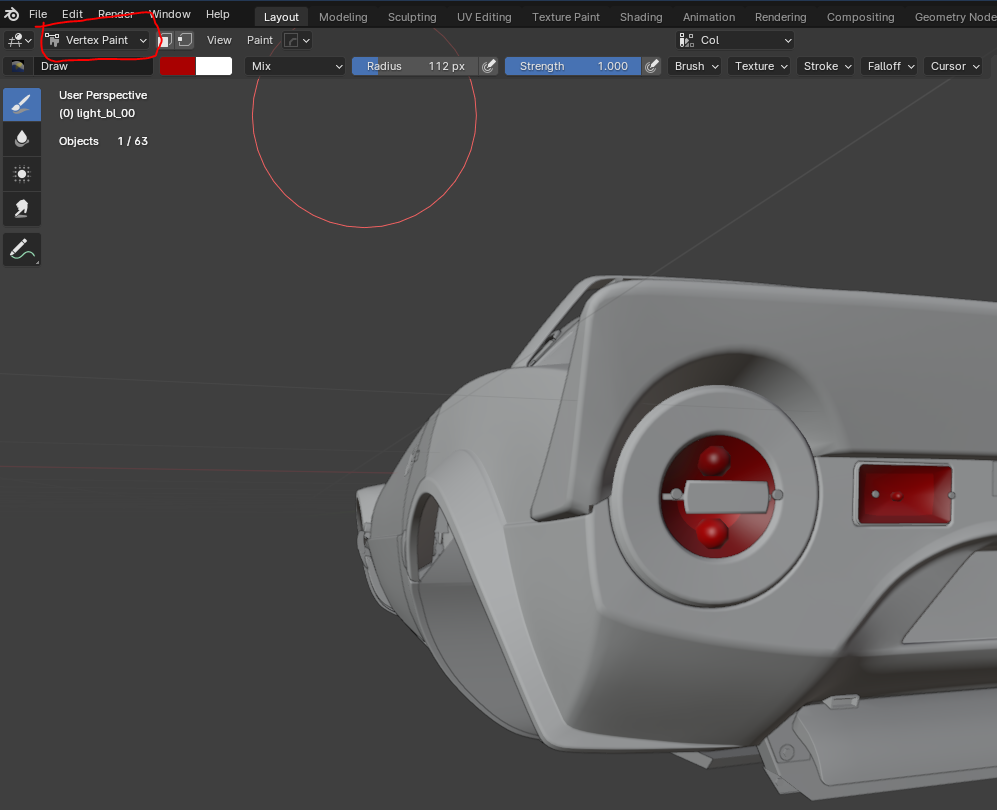 File Edit Render Window Help Layout Modeling Sculpting UV Editing Texture Paint Shading Animation Rendering Compositing Geometry Node
Vertex Paint View Paint Col
Draw Mix Radius 112 px Strength 1.000 Brush Texture Stroke Falloff Cursor
User Perspective
(0) light_bl_00
Objects 1 / 63